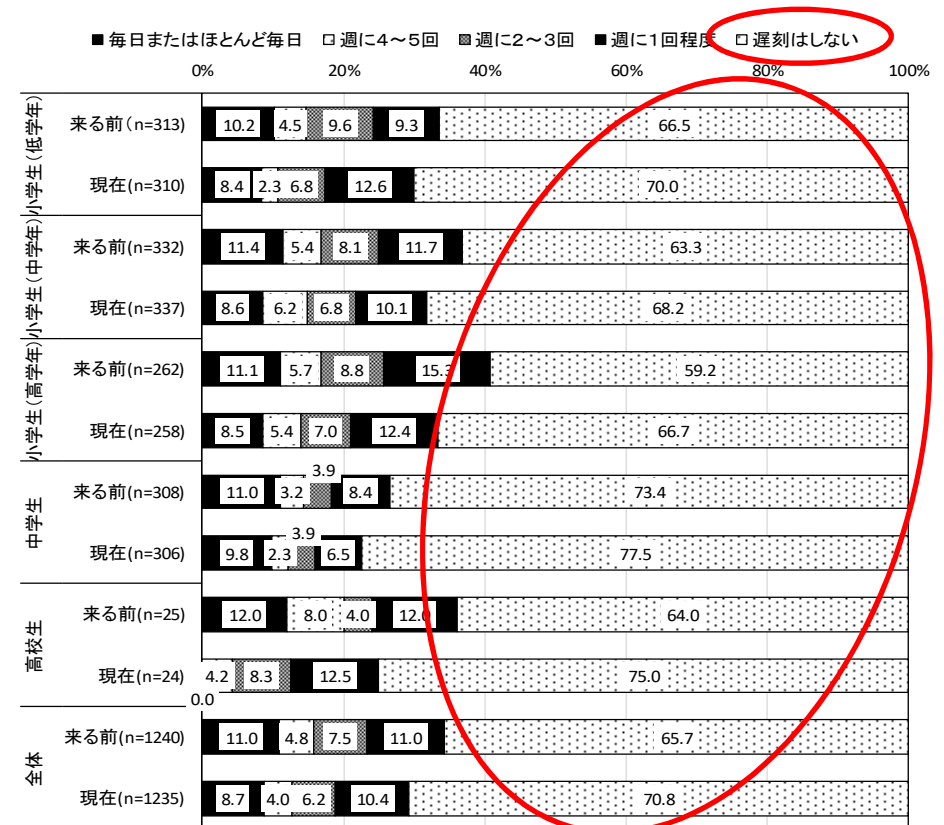 ■毎日またはほとんど毎日 □週に4～5回 ▩週に2～3回 ■週に1回程度 □遅刻はしない
0% 20% 40% 60% 80% 100%
小学生(低学年)
来る前(n=313) 10.2 4.5 9.6 9.3 66.5
現在(n=310) 8.4 2.3 6.8 12.6 70.0
小学生(中学年)
来る前(n=332) 11.4 5.4 8.1 11.7 63.3
現在(n=337) 8.6 6.2 6.8 10.1 68.2
小学生(高学年)
来る前(n=262) 11.1 5.7 8.8 15.3 59.2
現在(n=258) 8.5 5.4 7.0 12.4 66.7
中学生
来る前(n=308) 11.0 3.2 3.9 8.4 73.4
現在(n=306) 9.8 2.3 3.9 6.5 77.5
高校生
来る前(n=25) 12.0 8.0 4.0 12.0 64.0
現在(n=24) 0.0 4.2 8.3 12.5 75.0
全体
来る前(n=1240) 11.0 4.8 7.5 11.0 65.7
現在(n=1235) 8.7 4.0 6.2 10.4 70.8